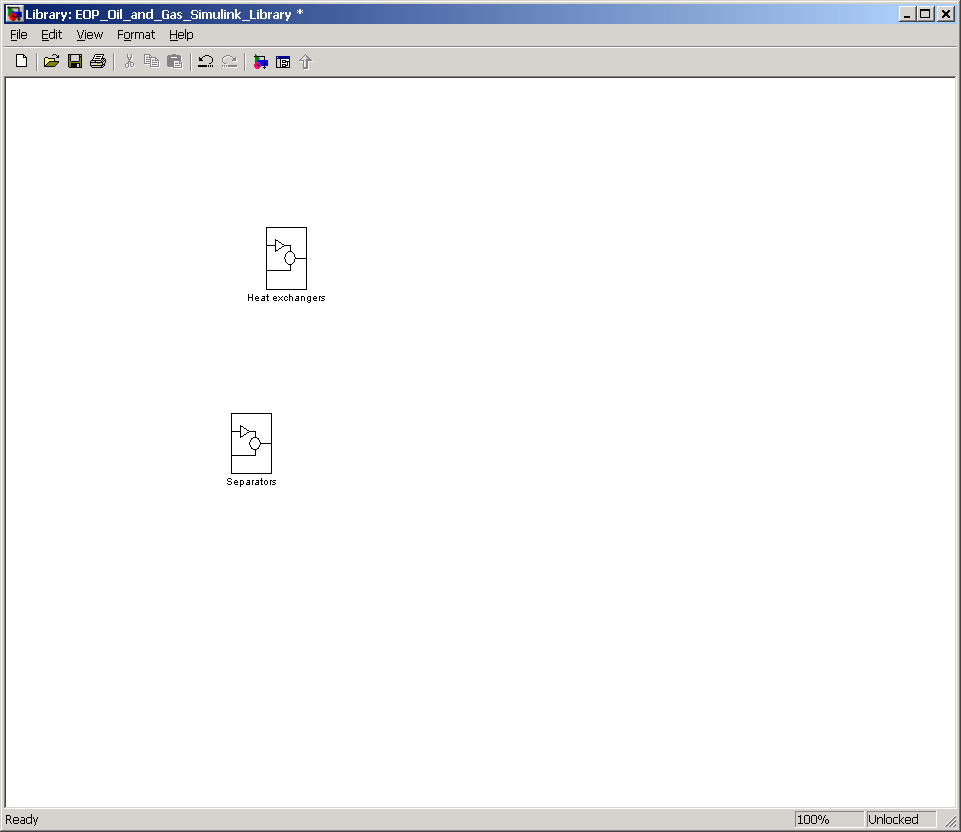 Library: EOP_Oil_and_Gas_Simulink_Library *
File Edit View Format Help
Heat exchangers
Separators
Ready 100% Unlocked